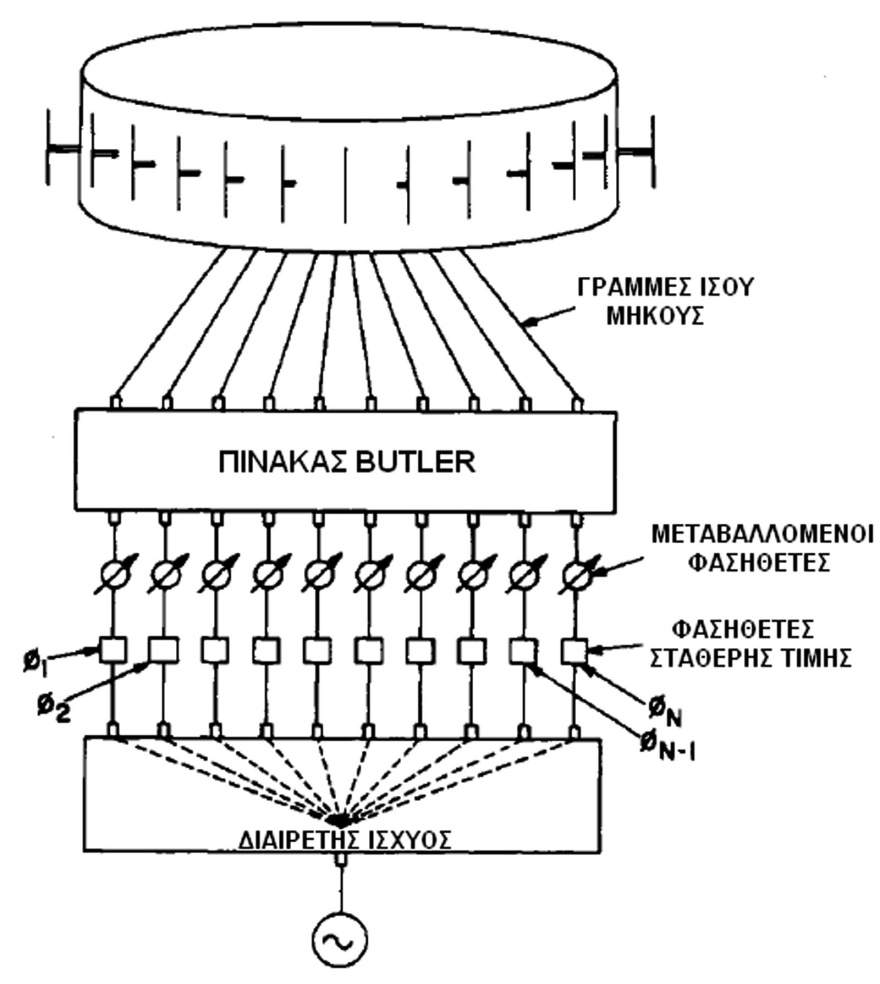 ΓΡΑΜΜΕΣ ΙΣΟΥ
ΜΗΚΟΥΣ
ΠΙΝΑΚΑΣ BUTLER
ΜΕΤΑΒΑΛΛΟΜΕΝΟΙ
ΦΑΣΗΘΕΤΕΣ
ΦΑΣΗΘΕΤΕΣ
ΣΤΑΘΕΡΗΣ ΤΙΜΗΣ
Ø1
Ø2
ØN
ØN-1
ΔΙΑΙΡΕΤΗΣ ΙΣΧΥΟΣ